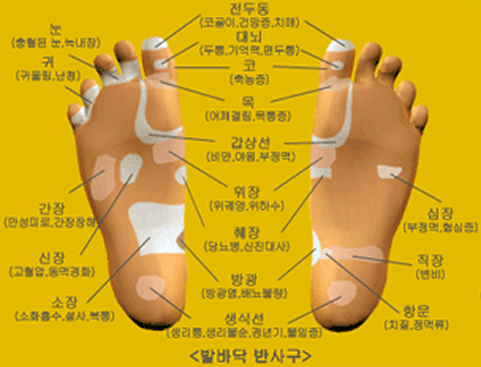 전두동
(코골이,건망증,치매)
대뇌
(두통,기억력,편두통)
코
(축농증)
목
(어깨결림,목통증)
갑상선
(비만,야윔,부정맥)
위장
(위궤양,위하수)
췌장
(당뇨병,신진대사)
방광
(방광염,배뇨불량)
생식선
(생리통,생리불순,갱년기,불임증)
눈
(충혈된 눈,녹내장)
귀
(귀울림,난청)
간장
(만성피로,간장장해)
신장
(고혈압,동맥경화)
소장
(소화흡수,설사,복통)
심장
(부정맥,협심증)
직장
(변비)
항문
(치질,정맥류)
<발바닥 반사구>